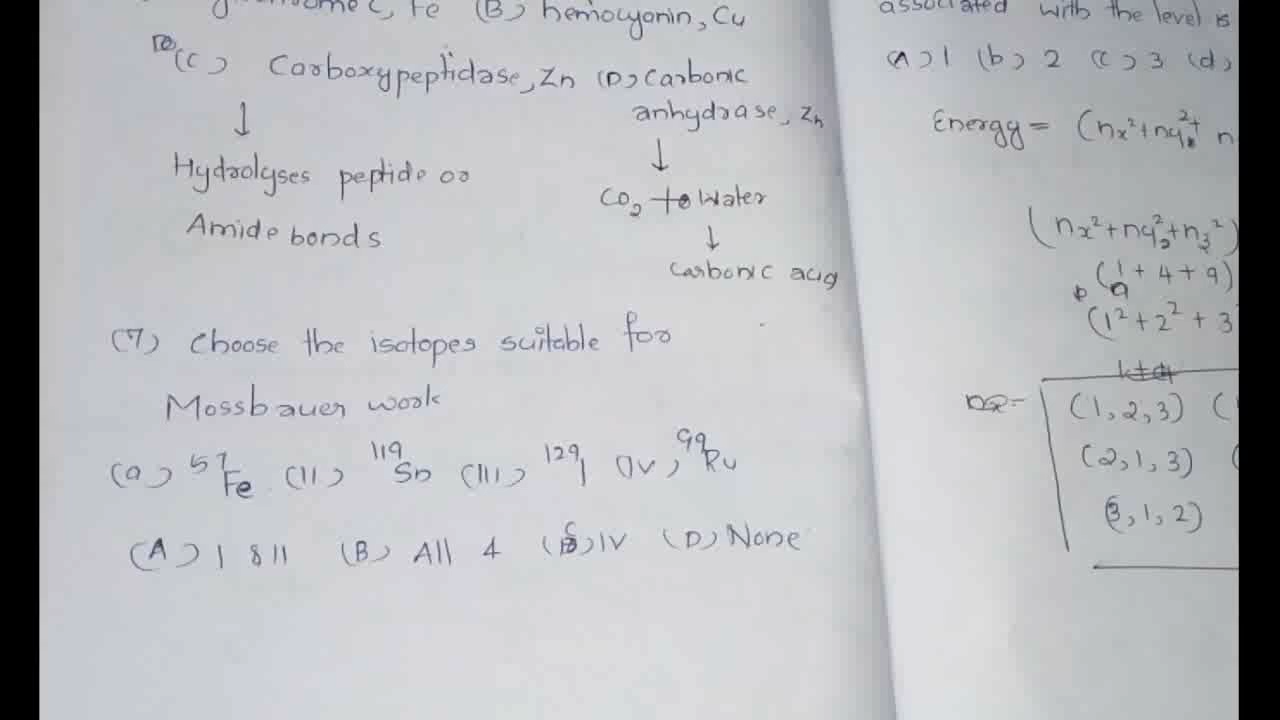 Fe (B) hemocyanin, Cu
(C) Carboxypeptidase, Zn (D) Carbonic
anhydrase, Zn
↓ ↓
Hydrolyses peptide or
Amide bonds
CO₂ to Water
↓
Carbonic acid
(7) Choose the isotopes suitable for
Mossbauer work
(a) ⁵⁷Fe (II) ¹¹⁹Sn (III) ¹²⁹I (IV) ⁹⁹Ru
(A) I & II (B) All 4 (C) IV (D) None
associated with the level is
(A) 1 (b) 2 (c) 3 (d)
Energy = (nx²+ny²+ n
(nx²+ny²+nz²)
(1 + 4 + 9)
(1²+2²+3
(1,2,3) (
(2,1,3) (
(3,1,2)